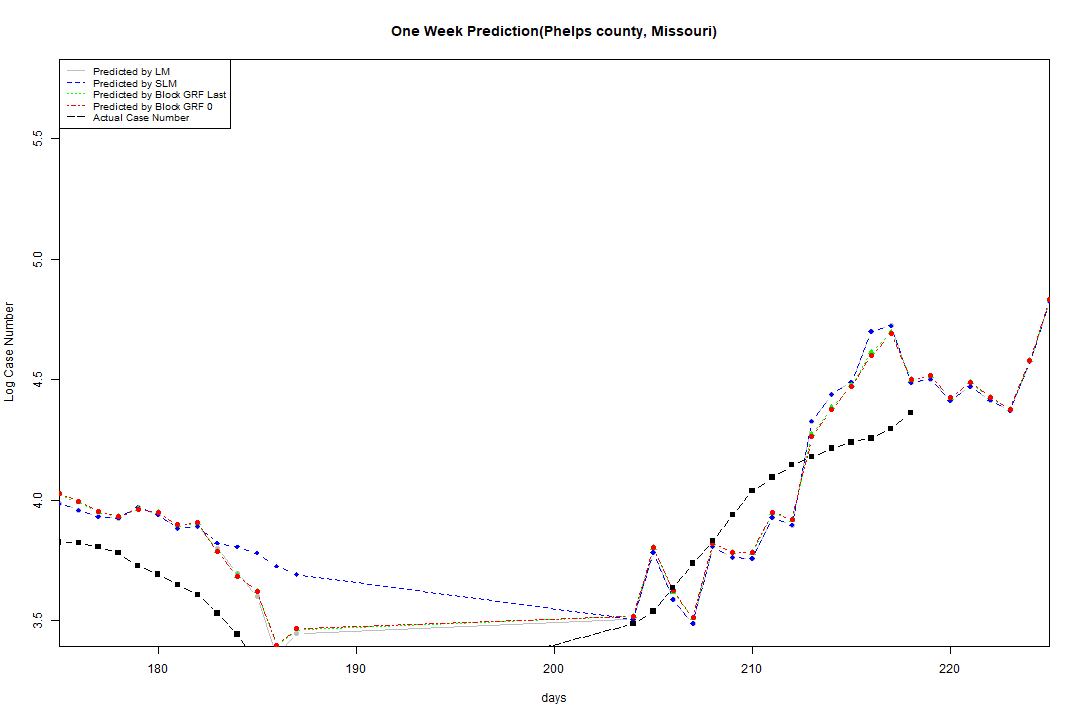 One Week Prediction(Phelps county, Missouri)
Predicted by LM
Predicted by SLM
Predicted by Block GRF Last
Predicted by Block GRF 0
Actual Case Number
5.5
5.0
4.5
4.0
3.5
Log Case Number
180 190 200 210 220
days